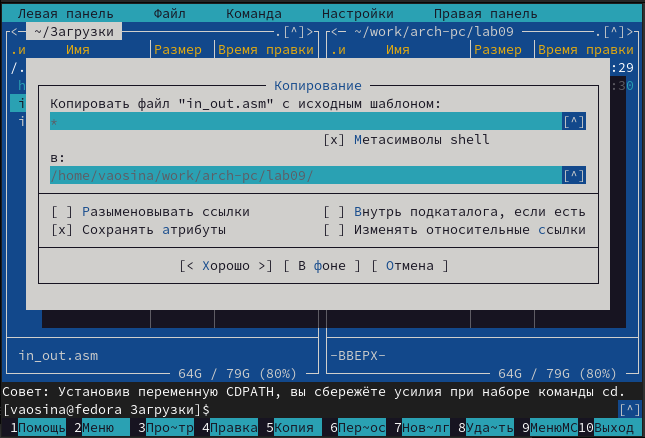 Левая панель Файл Команда Настройки Правая панель
<─ ~/Загрузки .[^]> <─ ~/work/arch-pc/lab09 .[^]>
.и Имя Размер Время правки .и Имя Размер Время правки
/. :29
h :30
i
i
Копирование
Копировать файл "in_out.asm" с исходным шаблоном:
* [^]
[x] Метасимволы shell
в:
/home/vaosina/work/arch-pc/lab09/ [^]
[ ] Разыменовывать ссылки [ ] Внутрь подкаталога, если есть
[x] Сохранять атрибуты [ ] Изменять относительные ссылки
[< Хорошо >] [ В фоне ] [ Отмена ]
in_out.asm -ВВЕРХ-
64G / 79G (80%) 64G / 79G (80%)
Совет: Установив переменную CDPATH, вы сбережёте усилия при наборе команды cd.
[vaosina@fedora Загрузки]$ [^]
1Помощь 2Меню 3Про~тр 4Правка 5Копия 6Пер~ос 7Нов~лг 8Уда~ть 9МенюMC 10Выход